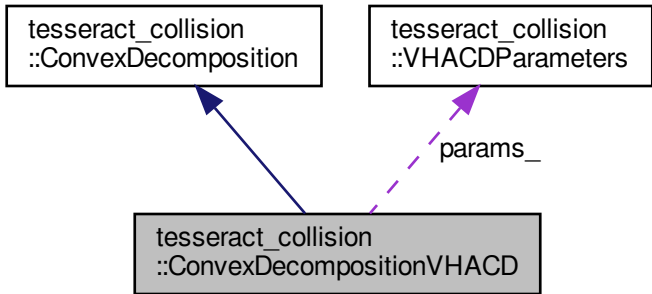 tesseract_collision
::ConvexDecomposition
tesseract_collision
::VHACDParameters
params_
tesseract_collision
::ConvexDecompositionVHACD